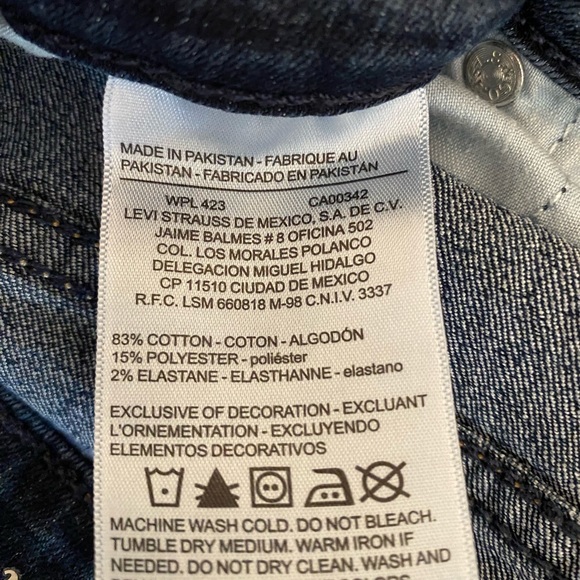 MADE IN PAKISTAN - FABRIQUE AU
PAKISTAN - FABRICADO EN PAKISTÁN
WPL 423 CA00342
LEVI STRAUSS DE MEXICO, S.A. DE C.V.
JAIME BALMES # 8 OFICINA 502
COL. LOS MORALES POLANCO
DELEGACION MIGUEL HIDALGO
CP 11510 CIUDAD DE MEXICO
R.F.C. LSM 660818 M-98 C.N.I.V. 3337
83% COTTON - COTON - ALGODÓN
15% POLYESTER - poliéster
2% ELASTANE - ELASTHANNE - elastano
EXCLUSIVE OF DECORATION - EXCLUANT
L'ORNEMENTATION - EXCLUYENDO
ELEMENTOS DECORATIVOS
MACHINE WASH COLD. DO NOT BLEACH.
TUMBLE DRY MEDIUM. WARM IRON IF
NEEDED. DO NOT DRY CLEAN. WASH AND